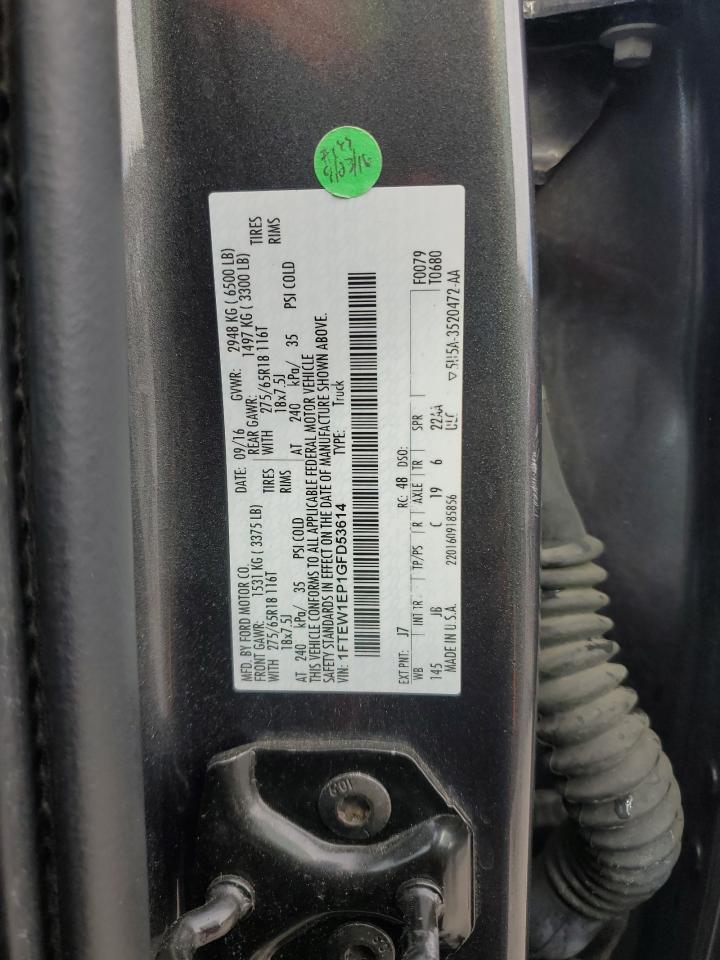 MFD. BY FORD MOTOR CO.
DATE: 09/16 GVWR: 2948 KG ( 6500 LB)
FRONT GAWR: 1531 KG ( 3375 LB) REAR GAWR: 1497 KG ( 3300 LB)
WITH 275/65R18 116T TIRES WITH 275/65R18 116T TIRES
18x7.5J RIMS 18x7.5J RIMS
AT 240 kPa/ 35 PSI COLD AT 240 kPa/ 35 PSI COLD
THIS VEHICLE CONFORMS TO ALL APPLICABLE FEDERAL MOTOR VEHICLE
SAFETY STANDARDS IN EFFECT ON THE DATE OF MANUFACTURE SHOWN ABOVE.
VIN: 1FTEW1EP1GFD53614 TYPE: Truck
EXT PNT: J7 RC: 48 DSO: F0079
WB INT TR TP/PS R AXLE TR SPR T0680
145 JB C 19 6 22AA
MADE IN U.S.A. 2201609185856 ULC